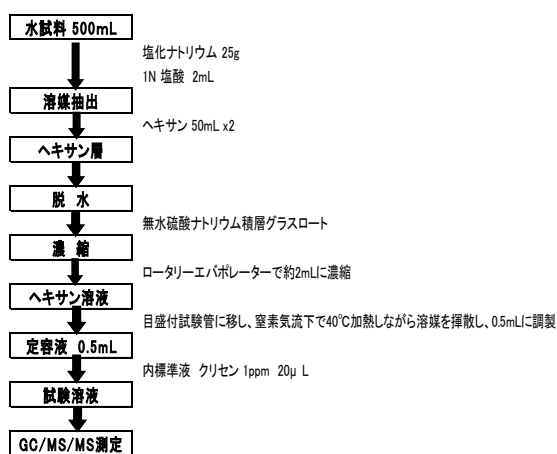 水試料 500mL
塩化ナトリウム 25g
1N 塩酸 2mL
溶媒抽出
ヘキサン 50mL x2
ヘキサン層
脱 水
無水硫酸ナトリウム積層グラスロート
濃 縮
ロータリーエバポレーターで約2mLに濃縮
ヘキサン溶液
目盛付試験管に移し、窒素気流下で40℃加熱しながら溶媒を揮散し、0.5mLに調製
定容液 0.5mL
内標準液 クリセン 1ppm 20μ L
試験溶液
GC/MS/MS測定